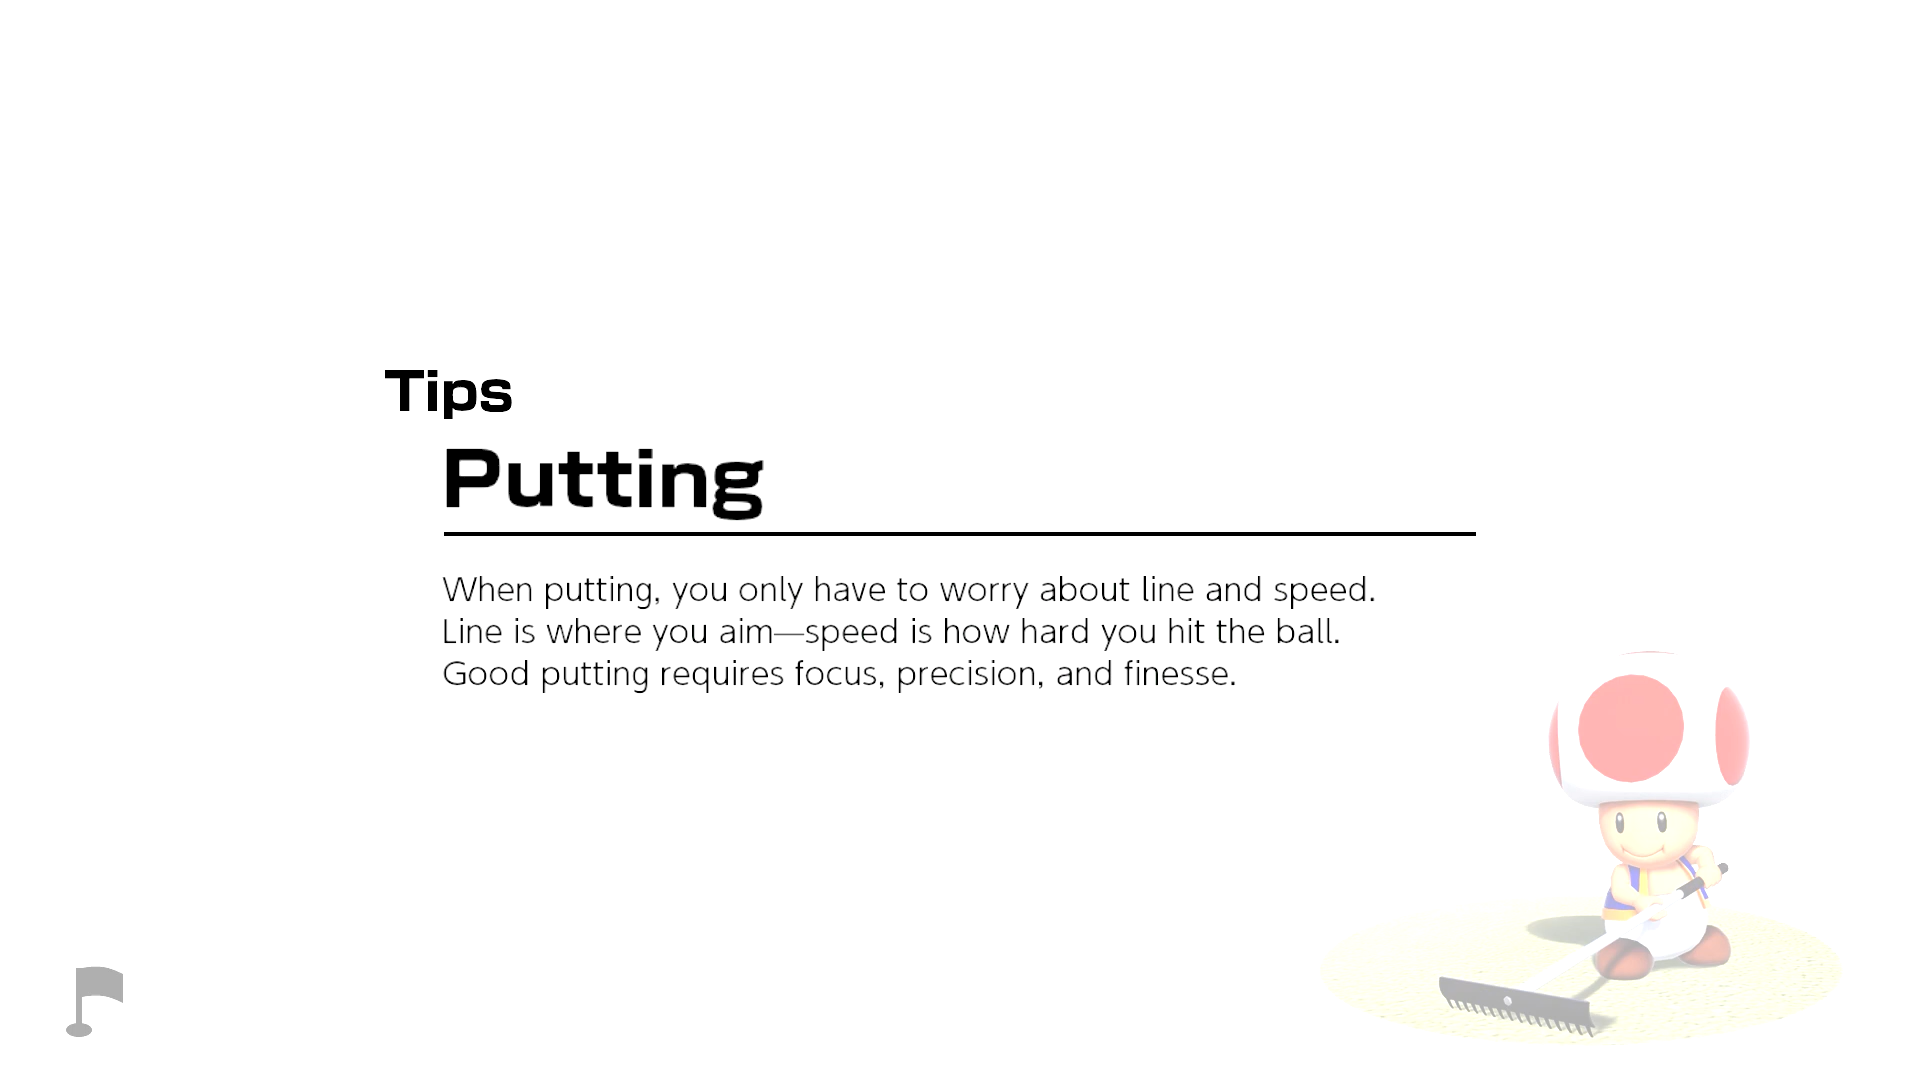 Tips
Putting
When putting, you only have to worry about line and speed.
Line is where you aim—speed is how hard you hit the ball.
Good putting requires focus, precision, and finesse.